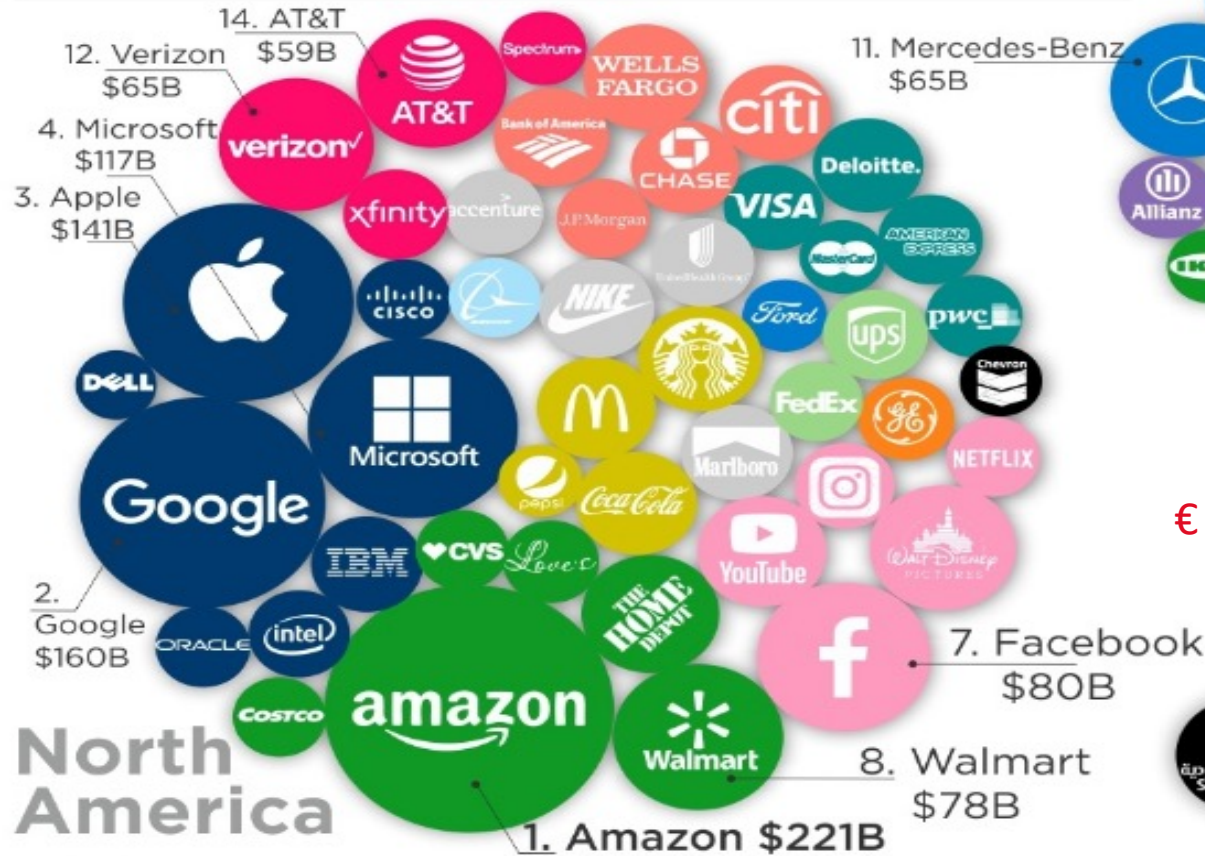 14. AT&T
$59B
12. Verizon
$65B
4. Microsoft
$117B
3. Apple
$141B
11. Mercedes-Benz
$65B
Spectrum
WELLS
FARGO
AT&T
citi
Bank of America
verizon
CHASE
Deloitte.
Allianz
xfinity
accenture
J.P.Morgan
VISA
MasterCard
AMERICAN
EXPRESS
UnitedHealth Group
CISCO
BOEING
NIKE
Ford
ups
pwc
DELL
Chevron
Microsoft
M
FedEx
GE
Marlboro
NETFLIX
Google
pepsi
Coca-Cola
€
IBM
CVS
Love's
YouTube
WALT DISNEY
PICTURES
2.
Google
$160B
ORACLE
intel
THE
HOME
DEPOT
f
7. Facebook
$80B
COSTCO
amazon
Walmart
8. Walmart
$78B
North
America
1. Amazon $221B